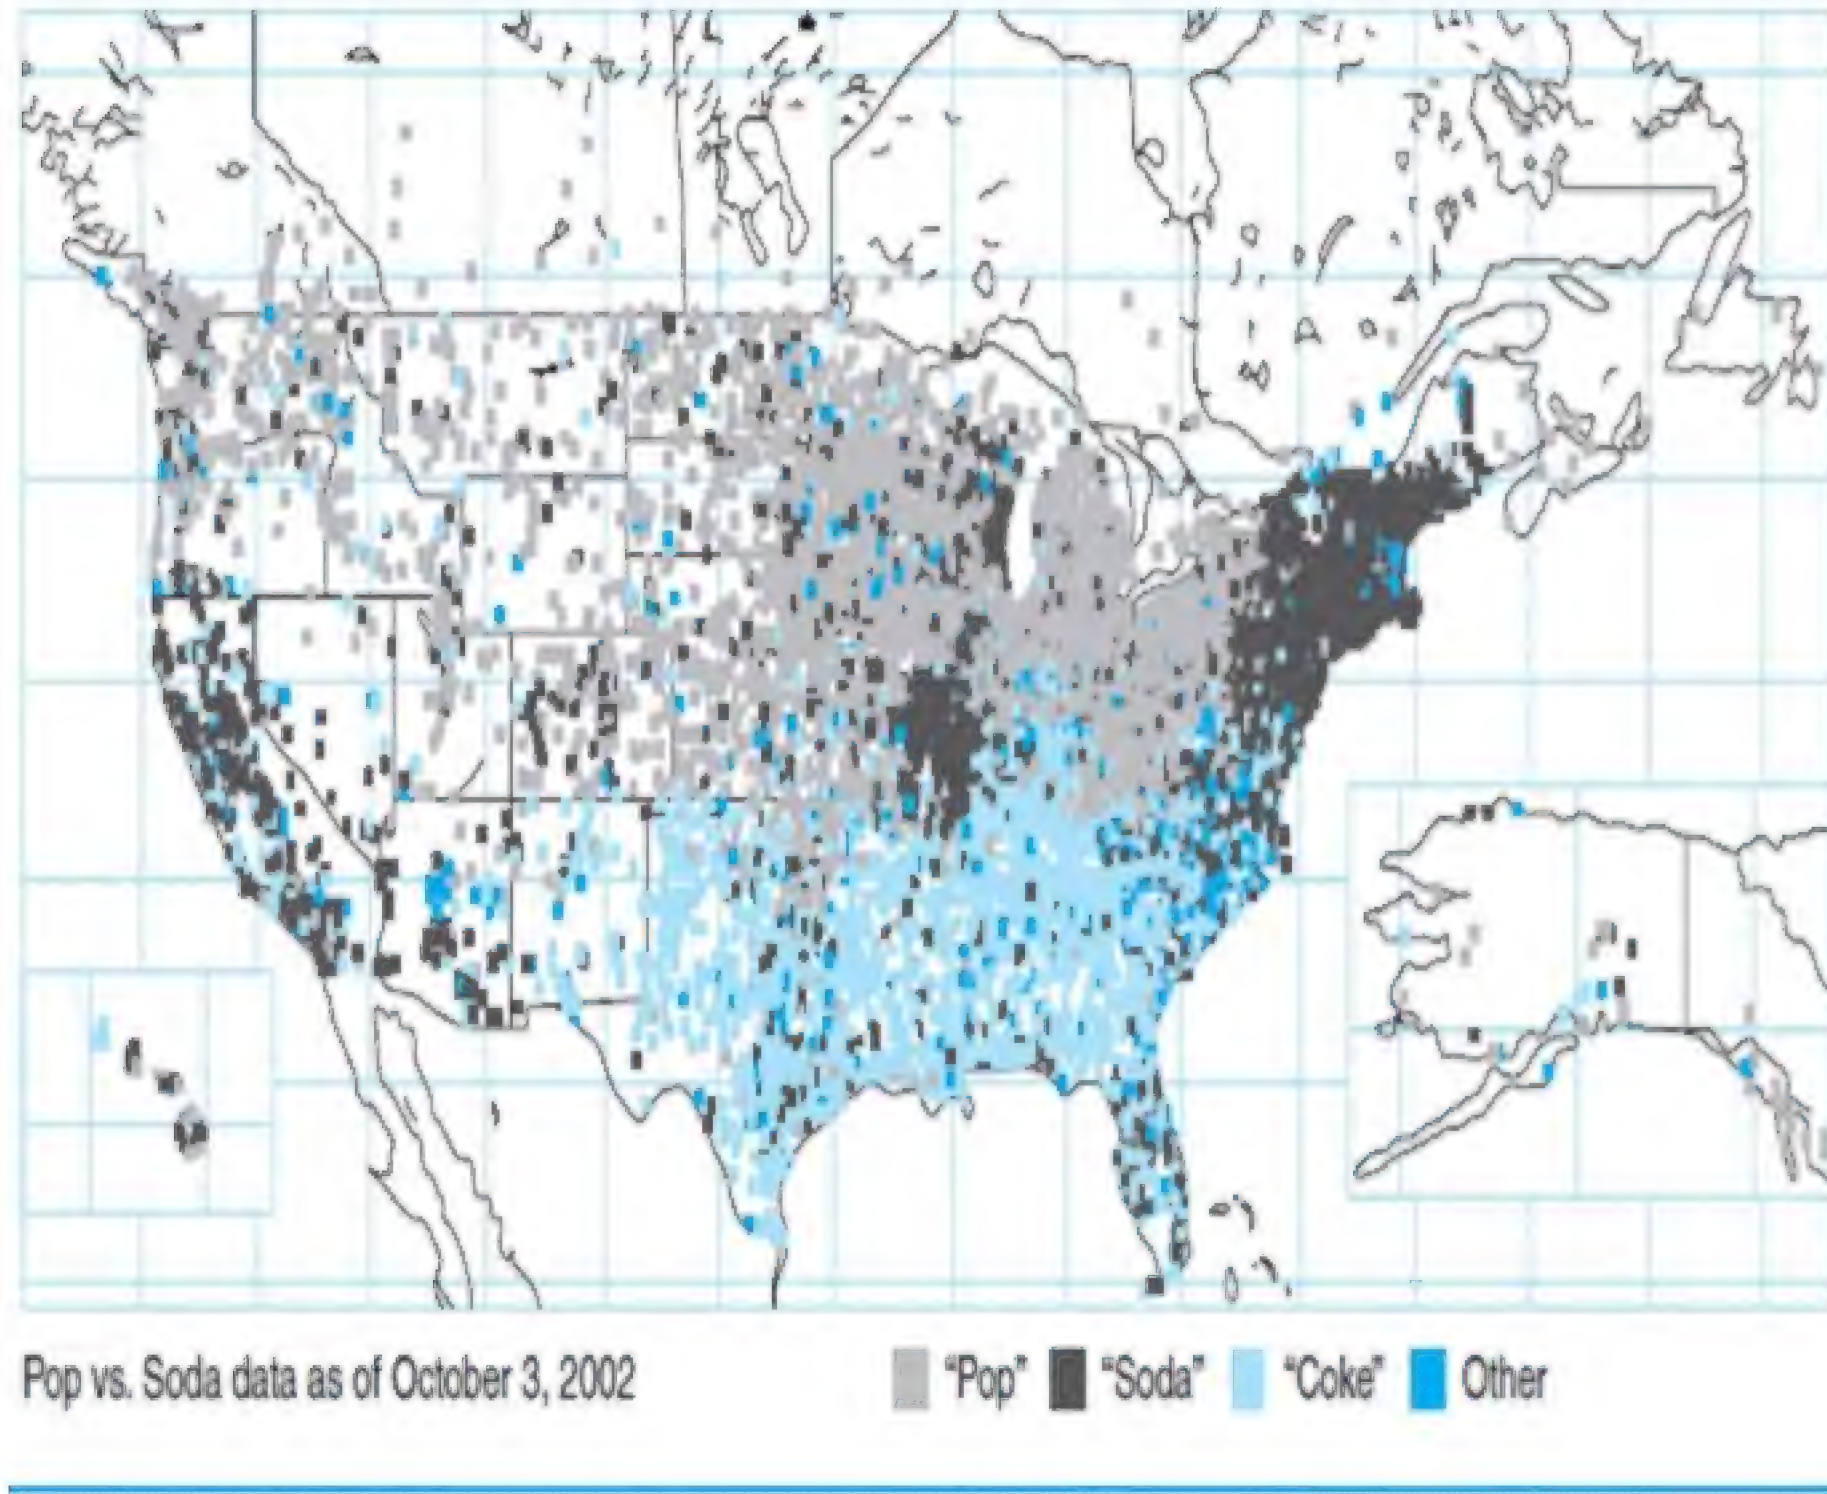 Pop vs. Soda data as of October 3, 2002
“Pop” “Soda” “Coke” Other